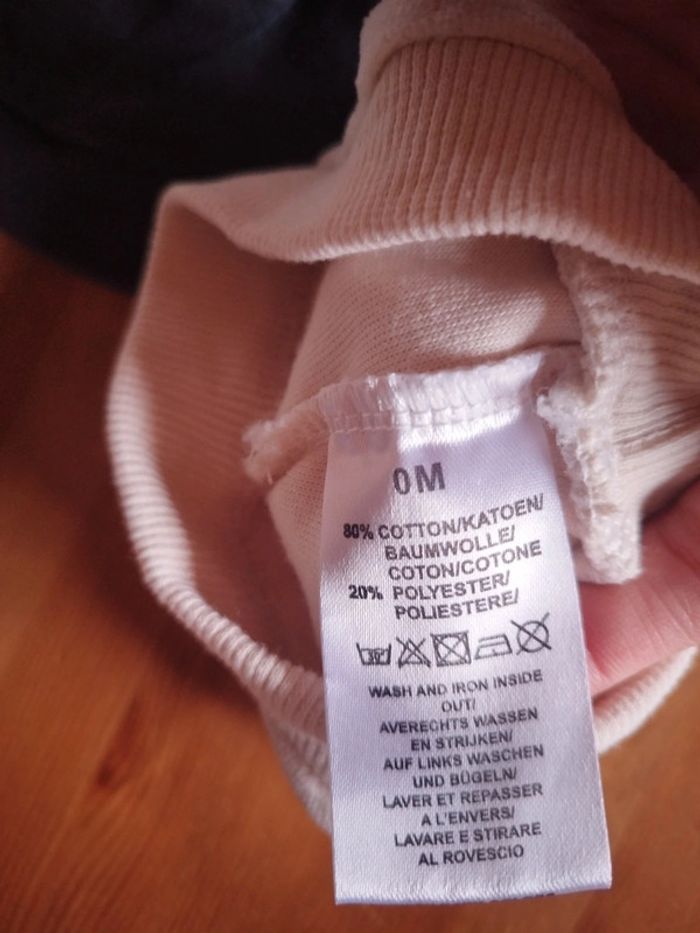 0M
80% COTTON/KATOEN/
BAUMWOLLE/
COTON/COTONE
20% POLYESTER/
POLIESTERE/
WASH AND IRON INSIDE
OUT/
AVERECHTS WASSEN
EN STRIJKEN/
AUF LINKS WASCHEN
UND BÜGELN/
LAVER ET REPASSER
A L'ENVERS/
LAVARE E STIRARE
AL ROVESCIO